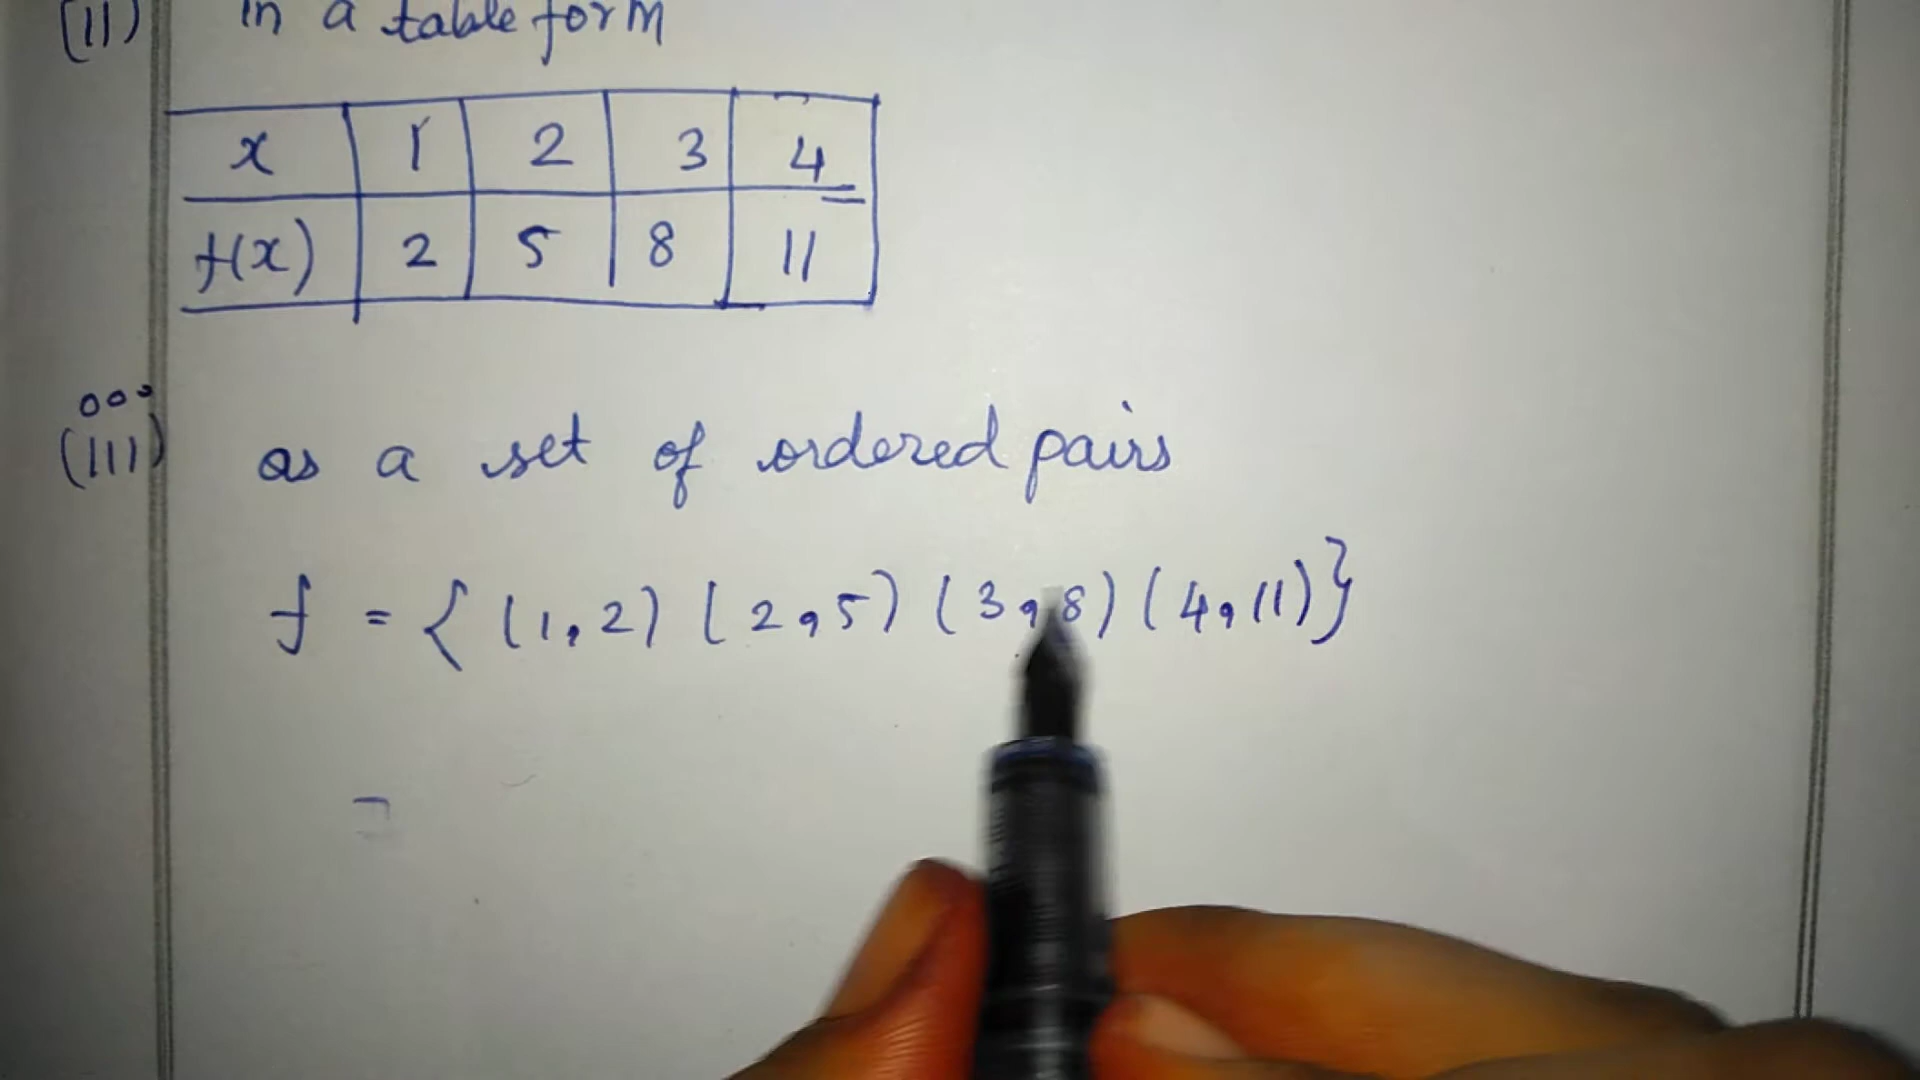 (ii) in a table form
x 1 2 3 4
f(x) 2 5 8 11
(iii) as a set of ordered pairs
f = { (1,2) (2,5) (3,8) (4,11) }
=